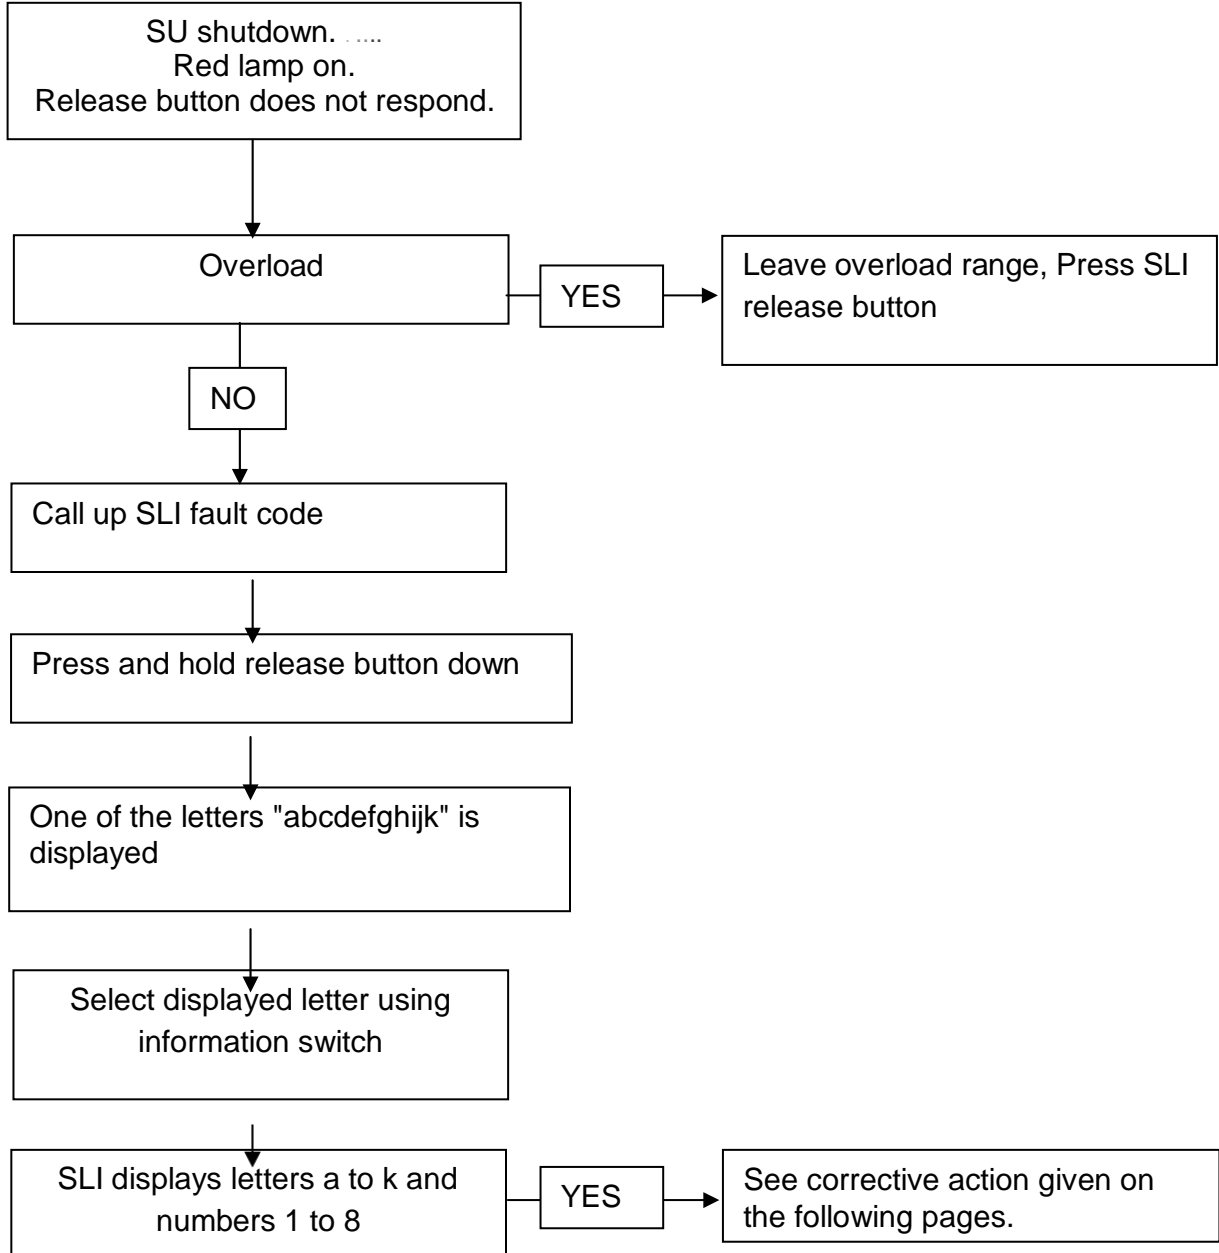 SU shutdown. . ....
Red lamp on.
Release button does not respond.
Overload
YES
Leave overload range, Press SLI
release button
NO
Call up SLI fault code
Press and hold release button down
One of the letters "abcdefghijk" is
displayed
Select displayed letter using
information switch
SLI displays letters a to k and
numbers 1 to 8
YES
See corrective action given on
the following pages.